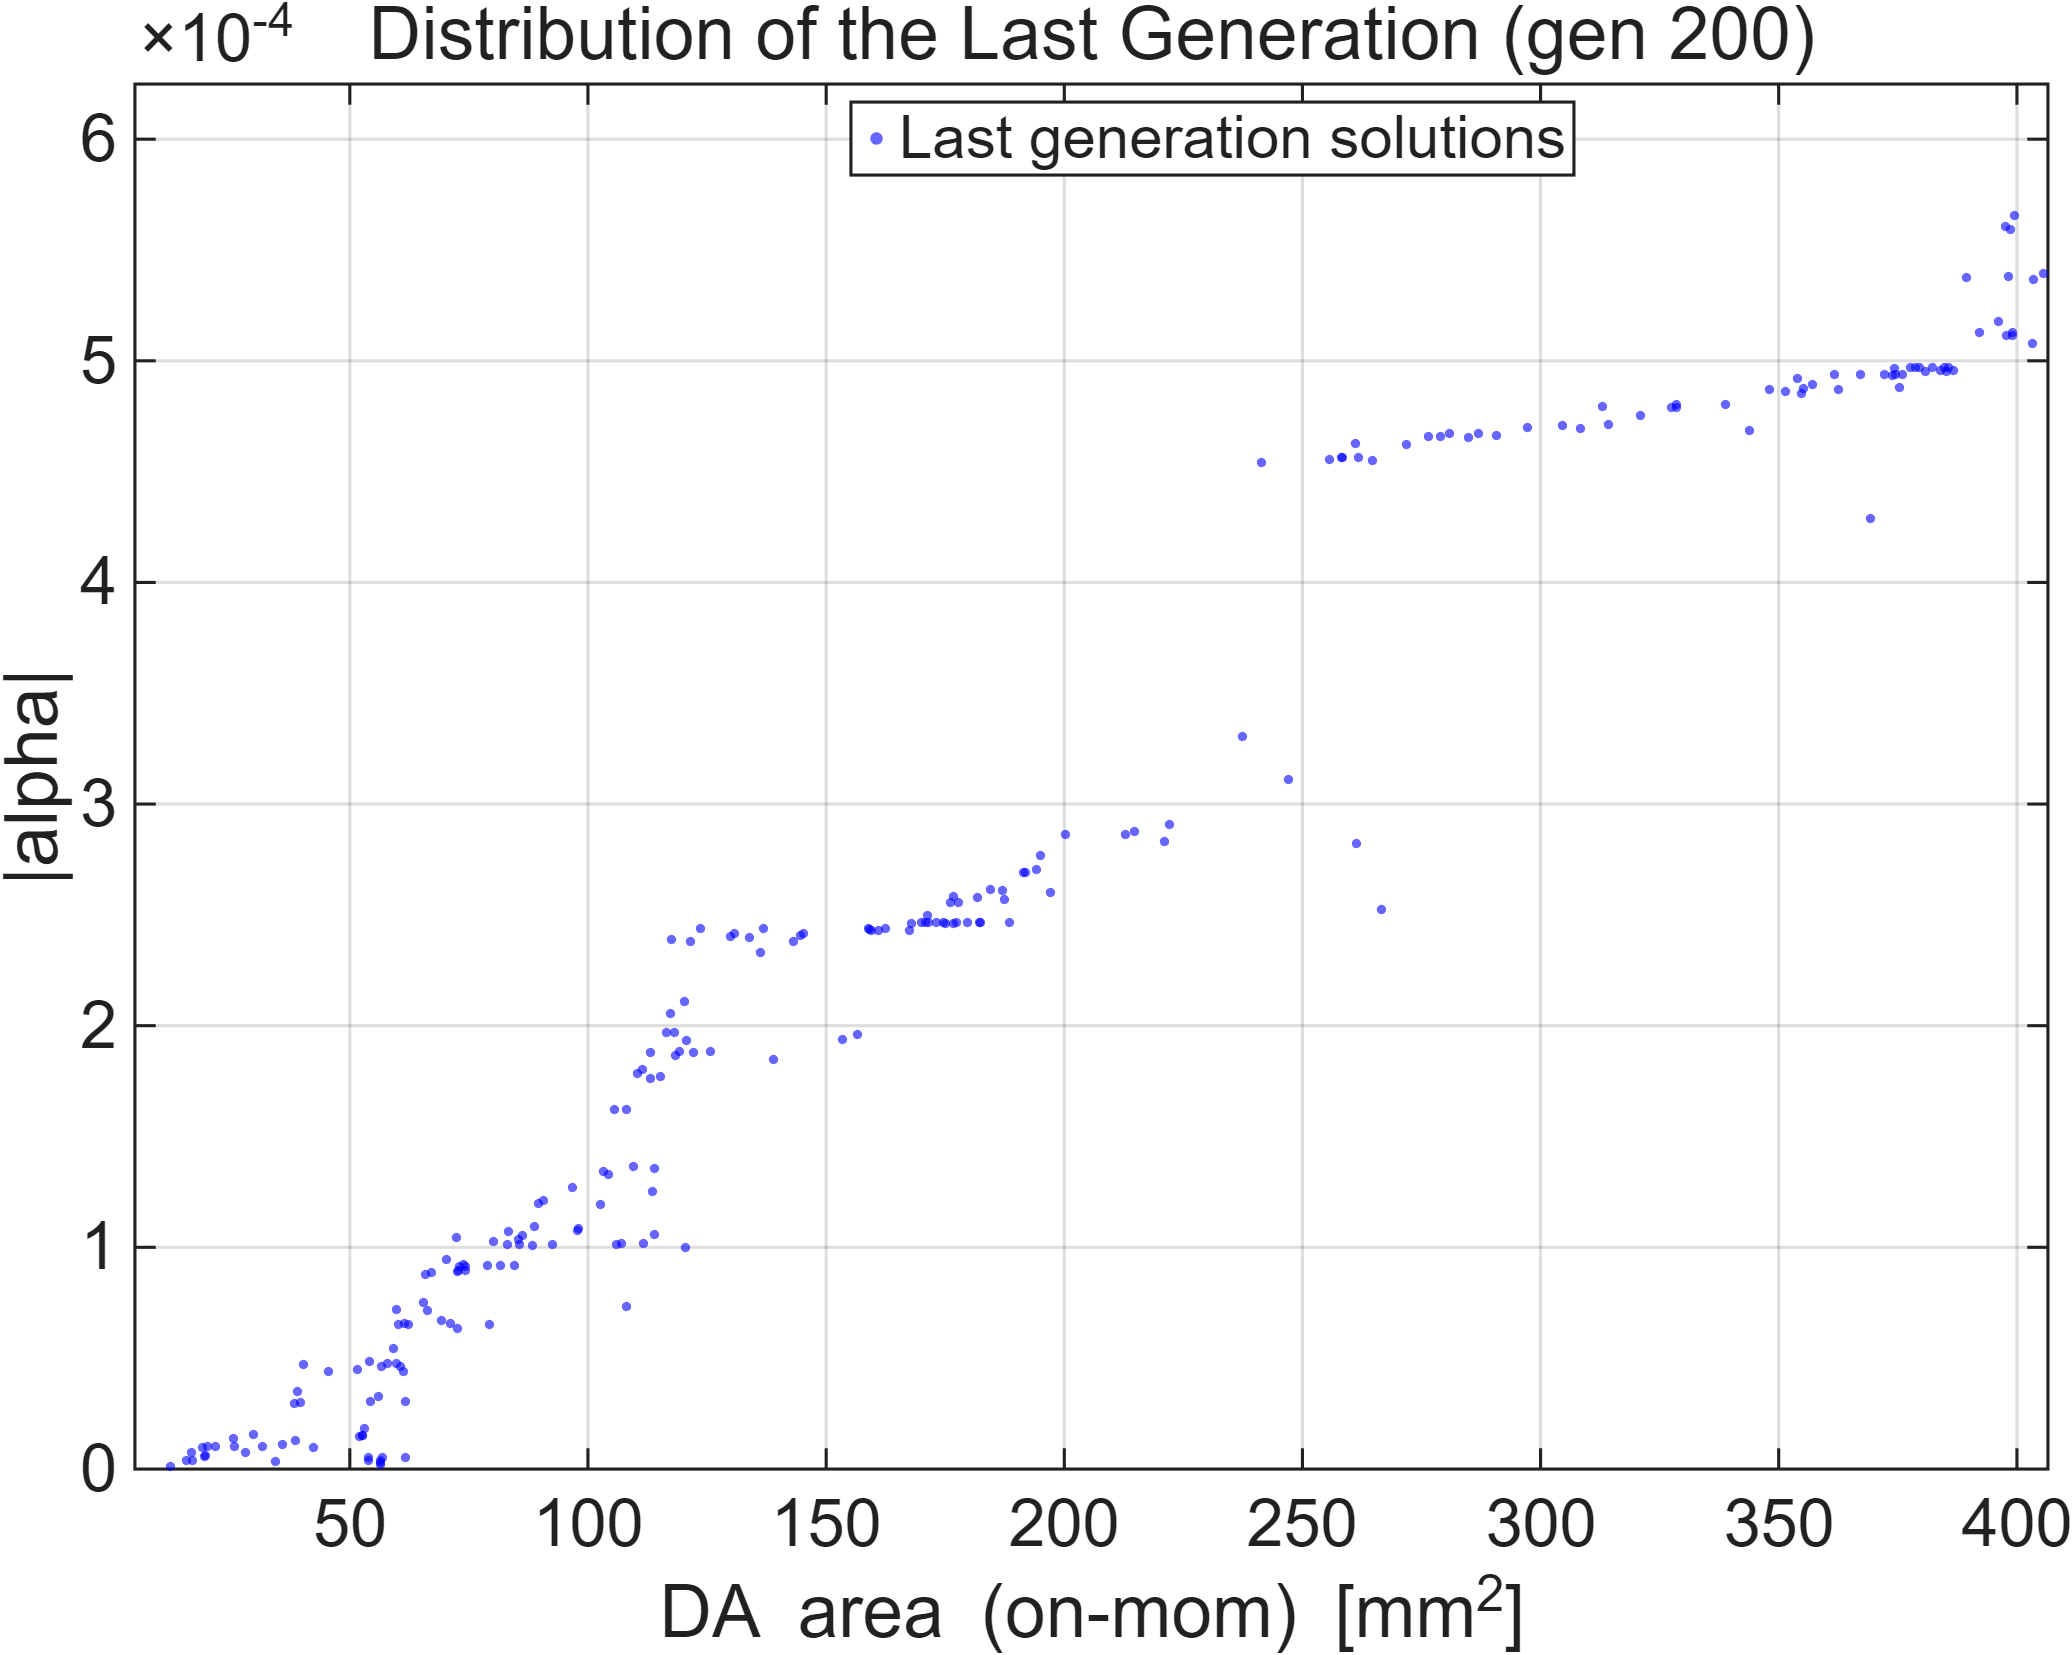 ×10-4 Distribution of the Last Generation (gen 200)
Last generation solutions
6
5
4
3
2
1
0
|alpha|
50 100 150 200 250 300 350 400
DA area (on-mom) [mm2]